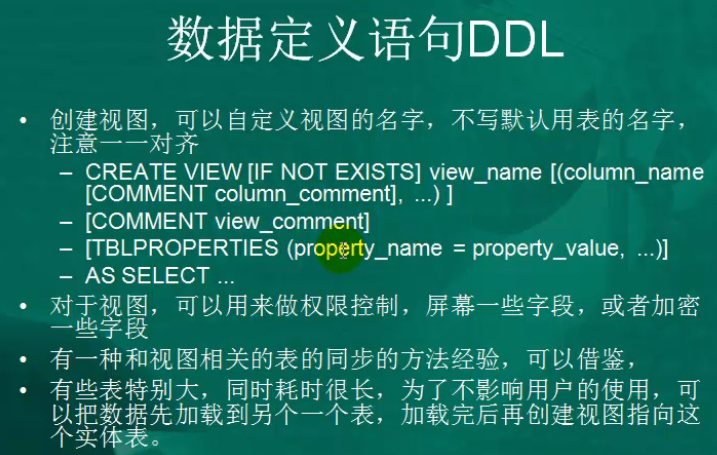 数据定义语句DDL
• 创建视图，可以自定义视图的名字，不写默认用表的名字，
注意一一对齐
– CREATE VIEW [IF NOT EXISTS] view_name [(column_name
[COMMENT column_comment], ...) ]
– [COMMENT view_comment]
– [TBLPROPERTIES (property_name = property_value, ...)]
– AS SELECT ...
• 对于视图，可以用来做权限控制，屏幕一些字段，或者加密
一些字段
• 有一种和视图相关的表的同步的方法经验，可以借鉴，
• 有些表特别大，同时耗时很长，为了不影响用户的使用，可
以把数据先加载到另个一个表，加载完后再创建视图指向这
个实体表。